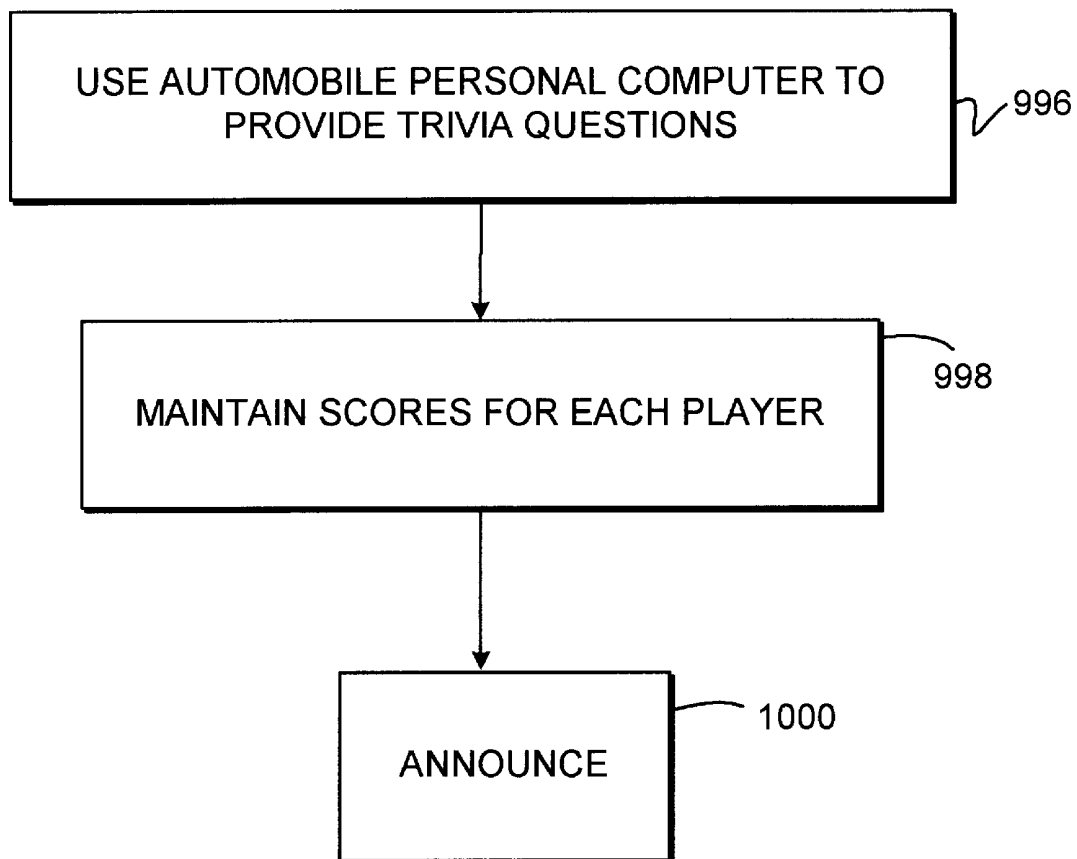 USE AUTOMOBILE PERSONAL COMPUTER TO
PROVIDE TRIVIA QUESTIONS
996
MAINTAIN SCORES FOR EACH PLAYER
998
ANNOUNCE
1000